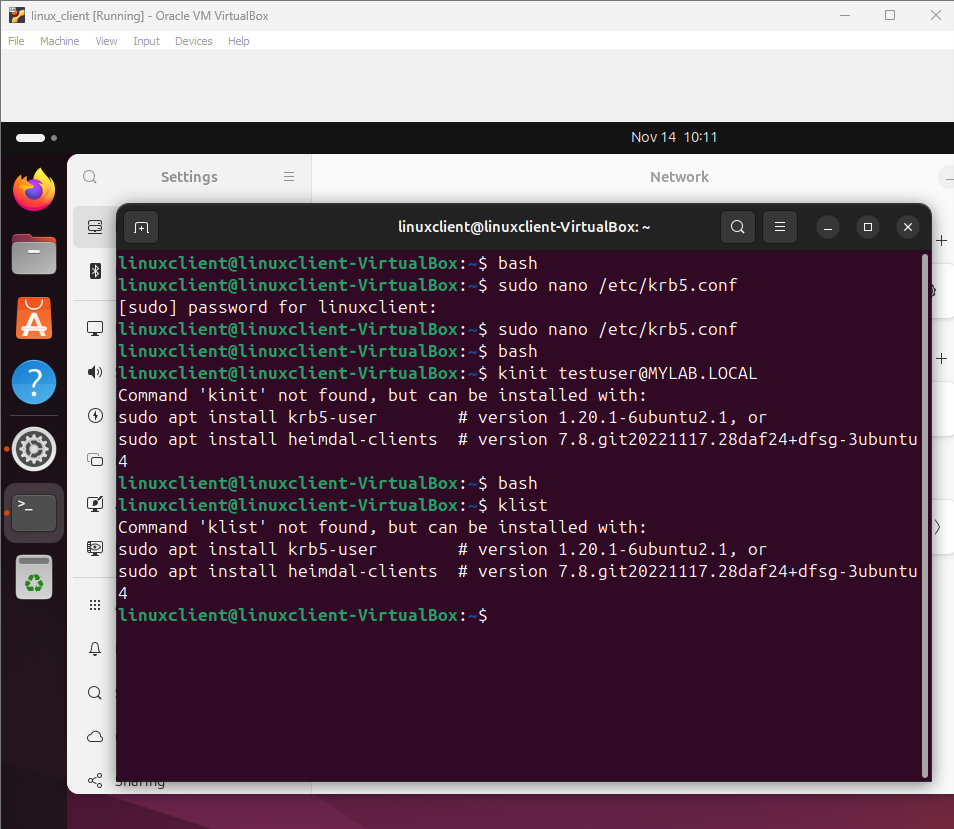 linux_client [Running] - Oracle VM VirtualBox
File Machine View Input Devices Help
Nov 14 10:11
Settings
Network
linuxclient@linuxclient-VirtualBox: ~
linuxclient@linuxclient-VirtualBox:~$ bash
linuxclient@linuxclient-VirtualBox:~$ sudo nano /etc/krb5.conf
[sudo] password for linuxclient:
linuxclient@linuxclient-VirtualBox:~$ sudo nano /etc/krb5.conf
linuxclient@linuxclient-VirtualBox:~$ bash
linuxclient@linuxclient-VirtualBox:~$ kinit testuser@MYLAB.LOCAL
Command 'kinit' not found, but can be installed with:
sudo apt install krb5-user        # version 1.20.1-6ubuntu2.1, or
sudo apt install heimdal-clients  # version 7.8.git20221117.28daf24+dfsg-3ubuntu
4
linuxclient@linuxclient-VirtualBox:~$ bash
linuxclient@linuxclient-VirtualBox:~$ klist
Command 'klist' not found, but can be installed with:
sudo apt install krb5-user        # version 1.20.1-6ubuntu2.1, or
sudo apt install heimdal-clients  # version 7.8.git20221117.28daf24+dfsg-3ubuntu
4
linuxclient@linuxclient-VirtualBox:~$
Sharing